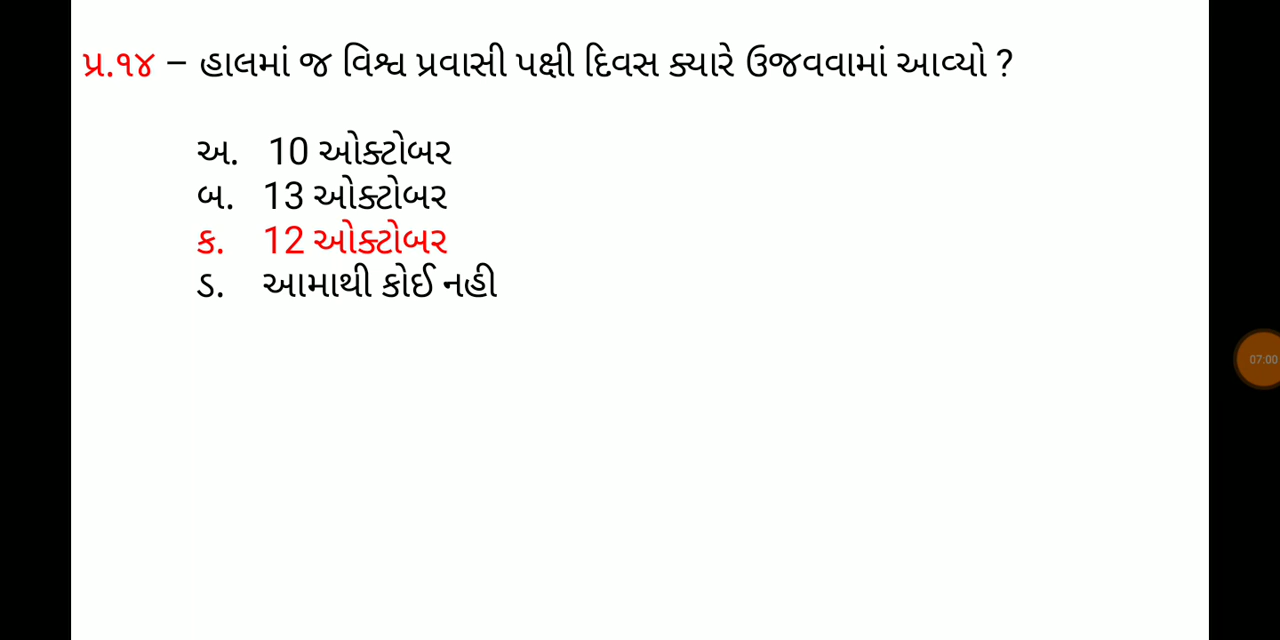 પ્ર.૧૪ – હાલમાં જ વિશ્વ પ્રવાસી પક્ષી દિવસ ક્યારે ઉજવવામાં આવ્યો ?
અ. 10 ઓક્ટોબર
બ. 13 ઓક્ટોબર
ક. 12 ઓક્ટોબર
ડ. આમાથી કોઈ નહી
07:00